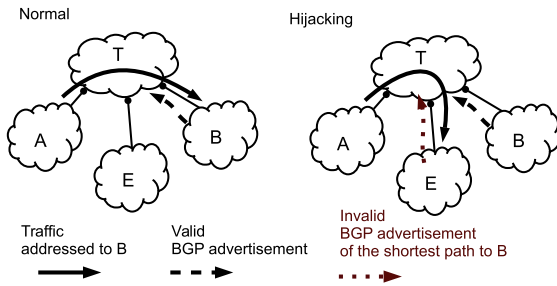 Normal
Hijacking
T
A
B
E
T
A
B
E
Traffic
addressed to B
Valid
BGP advertisement
Invalid
BGP advertisement
of the shortest path to B